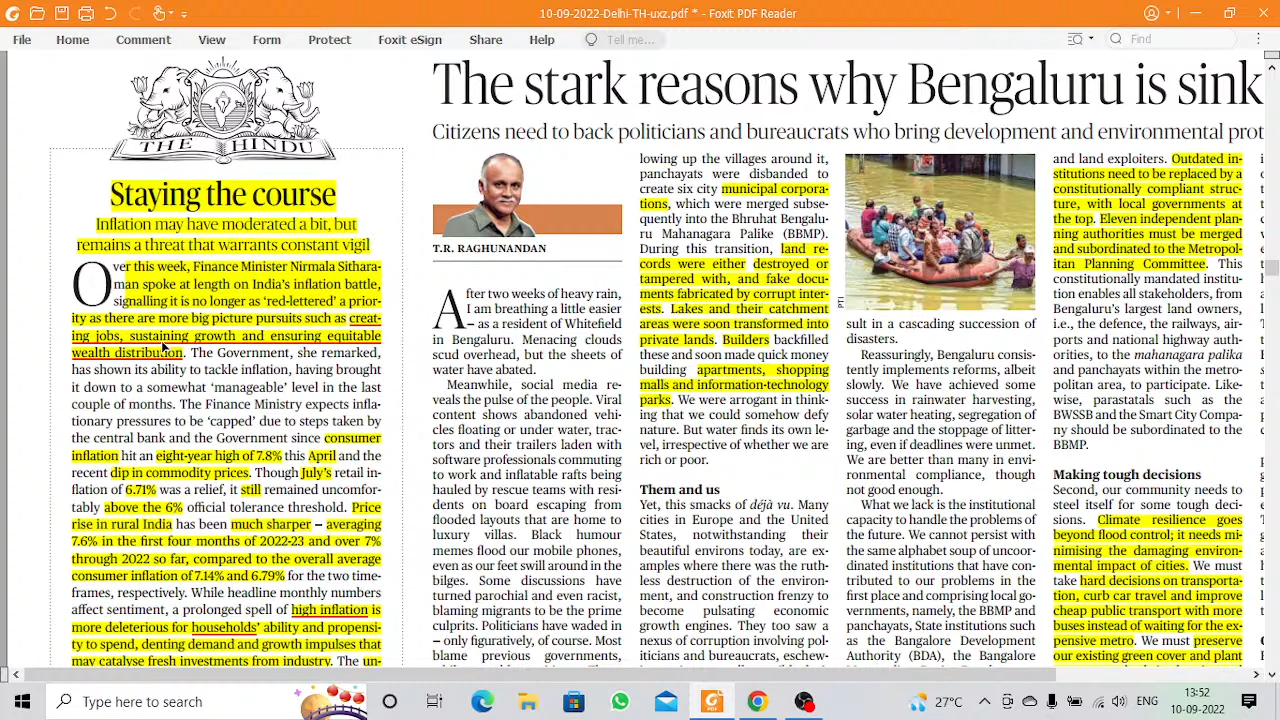 10-09-2022-Delhi-TH-uxz.pdf * - Foxit PDF Reader
File Home Comment View Form Protect Foxit eSign Share Help Tell me... Find
THE HINDU
Staying the course
Inflation may have moderated a bit, but
remains a threat that warrants constant vigil
Over this week, Finance Minister Nirmala Sithara-
man spoke at length on India's inflation battle,
signalling it is no longer as 'red-lettered' a prior-
ity as there are more big picture pursuits such as creat-
ing jobs, sustaining growth and ensuring equitable
wealth distribution. The Government, she remarked,
has shown its ability to tackle inflation, having brought
it down to a somewhat 'manageable' level in the last
couple of months. The Finance Ministry expects infla-
tionary pressures to be 'capped' due to steps taken by
the central bank and the Government since consumer
inflation hit an eight-year high of 7.8% this April and the
recent dip in commodity prices. Though July's retail in-
flation of 6.71% was a relief, it still remained uncomfor-
tably above the 6% official tolerance threshold. Price
rise in rural India has been much sharper – averaging
7.6% in the first four months of 2022-23 and over 7%
through 2022 so far, compared to the overall average
consumer inflation of 7.14% and 6.79% for the two time-
frames, respectively. While headline monthly numbers
affect sentiment, a prolonged spell of high inflation is
more deleterious for households' ability and propensi-
ty to spend, denting demand and growth impulses that
may catalyse fresh investments from industry. The un-
The stark reasons why Bengaluru is sink
Citizens need to back politicians and bureaucrats who bring development and environmental prot
T.R. RAGHUNANDAN
After two weeks of heavy rain,
I am breathing a little easier
– as a resident of Whitefield
in Bengaluru. Menacing clouds
scud overhead, but the sheets of
water have abated.
Meanwhile, social media re-
veals the pulse of the people. Viral
content shows abandoned vehi-
cles floating or under water, trac-
tors and their trailers laden with
software professionals commuting
to work and inflatable rafts being
hauled by rescue teams with resi-
dents on board escaping from
flooded layouts that are home to
luxury villas. Black humour
memes flood our mobile phones,
even as our feet swill around in the
bilges. Some discussions have
turned parochial and even racist,
blaming migrants to be the prime
culprits. Politicians have waded in
– only figuratively, of course. Most
blame previous governments,
lowing up the villages around it,
panchayats were disbanded to
create six city municipal corpora-
tions, which were merged subse-
quently into the Bhruhat Bengalu-
ru Mahanagara Palike (BBMP).
During this transition, land re-
cords were either destroyed or
tampered with, and fake docu-
ments fabricated by corrupt inter-
ests. Lakes and their catchment
areas were soon transformed into
private lands. Builders backfilled
these and soon made quick money
building apartments, shopping
malls and information-technology
parks. We were arrogant in think-
ing that we could somehow defy
nature. But water finds its own le-
vel, irrespective of whether we are
rich or poor.
Them and us
Yet, this smacks of déjà vu. Many
cities in Europe and the United
States, notwithstanding their
beautiful environs today, are ex-
amples where there was the ruth-
less destruction of the environ-
ment, and construction frenzy to
become pulsating economic
growth engines. They too saw a
nexus of corruption involving pol-
iticians and bureaucrats, eschew-
PTI
sult in a cascading succession of
disasters.
Reassuringly, Bengaluru consis-
tently implements reforms, albeit
slowly. We have achieved some
success in rainwater harvesting,
solar water heating, segregation of
garbage and the stoppage of litter-
ing, even if deadlines were unmet.
We are better than many in envi-
ronmental compliance, though
not good enough.
What we lack is the institutional
capacity to handle the problems of
the future. We cannot persist with
the same alphabet soup of uncoor-
dinated institutions that have con-
tributed to our problems in the
first place and comprising local go-
vernments, namely, the BBMP and
panchayats, State institutions such
as the Bangalore Development
Authority (BDA), the Bangalore
and land exploiters. Outdated in-
stitutions need to be replaced by a
constitutionally compliant struc-
ture, with local governments at
the top. Eleven independent plan-
ning authorities must be merged
and subordinated to the Metropol-
itan Planning Committee. This
constitutionally mandated institu-
tion enables all stakeholders, from
Bengaluru's largest land owners,
i.e., the defence, the railways, air-
ports and national highway auth-
orities, to the mahanagara palika
and panchayats within the metro-
politan area, to participate. Like-
wise, parastatals such as the
BWSSB and the Smart City Compa-
ny should be subordinated to the
BBMP.
Making tough decisions
Second, our community needs to
steel itself for some tough deci-
sions. Climate resilience goes
beyond flood control; it needs mi-
nimising the damaging environ-
mental impact of cities. We must
take hard decisions on transporta-
tion, curb car travel and improve
cheap public transport with more
buses instead of waiting for the ex-
pensive metro. We must preserve
our existing green cover and plant
Type here to search
27°C ENG 13:52
10-09-2022